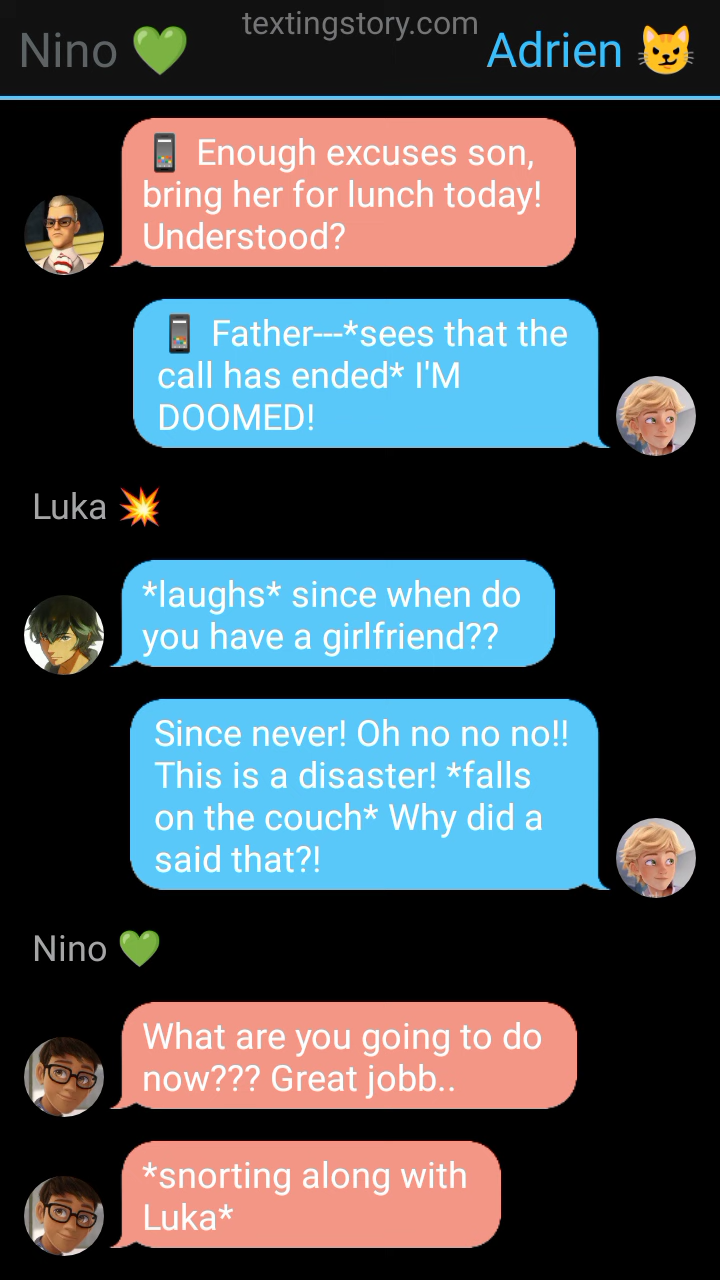 textingstory.com
Nino 💚 Adrien 😼
📱 Enough excuses son,
bring her for lunch today!
Understood?
📱 Father---*sees that the
call has ended* I'M
DOOMED!
Luka 💥
*laughs* since when do
you have a girlfriend??
Since never! Oh no no no!!
This is a disaster! *falls
on the couch* Why did a
said that?!
Nino 💚
What are you going to do
now??? Great jobb..
*snorting along with
Luka*